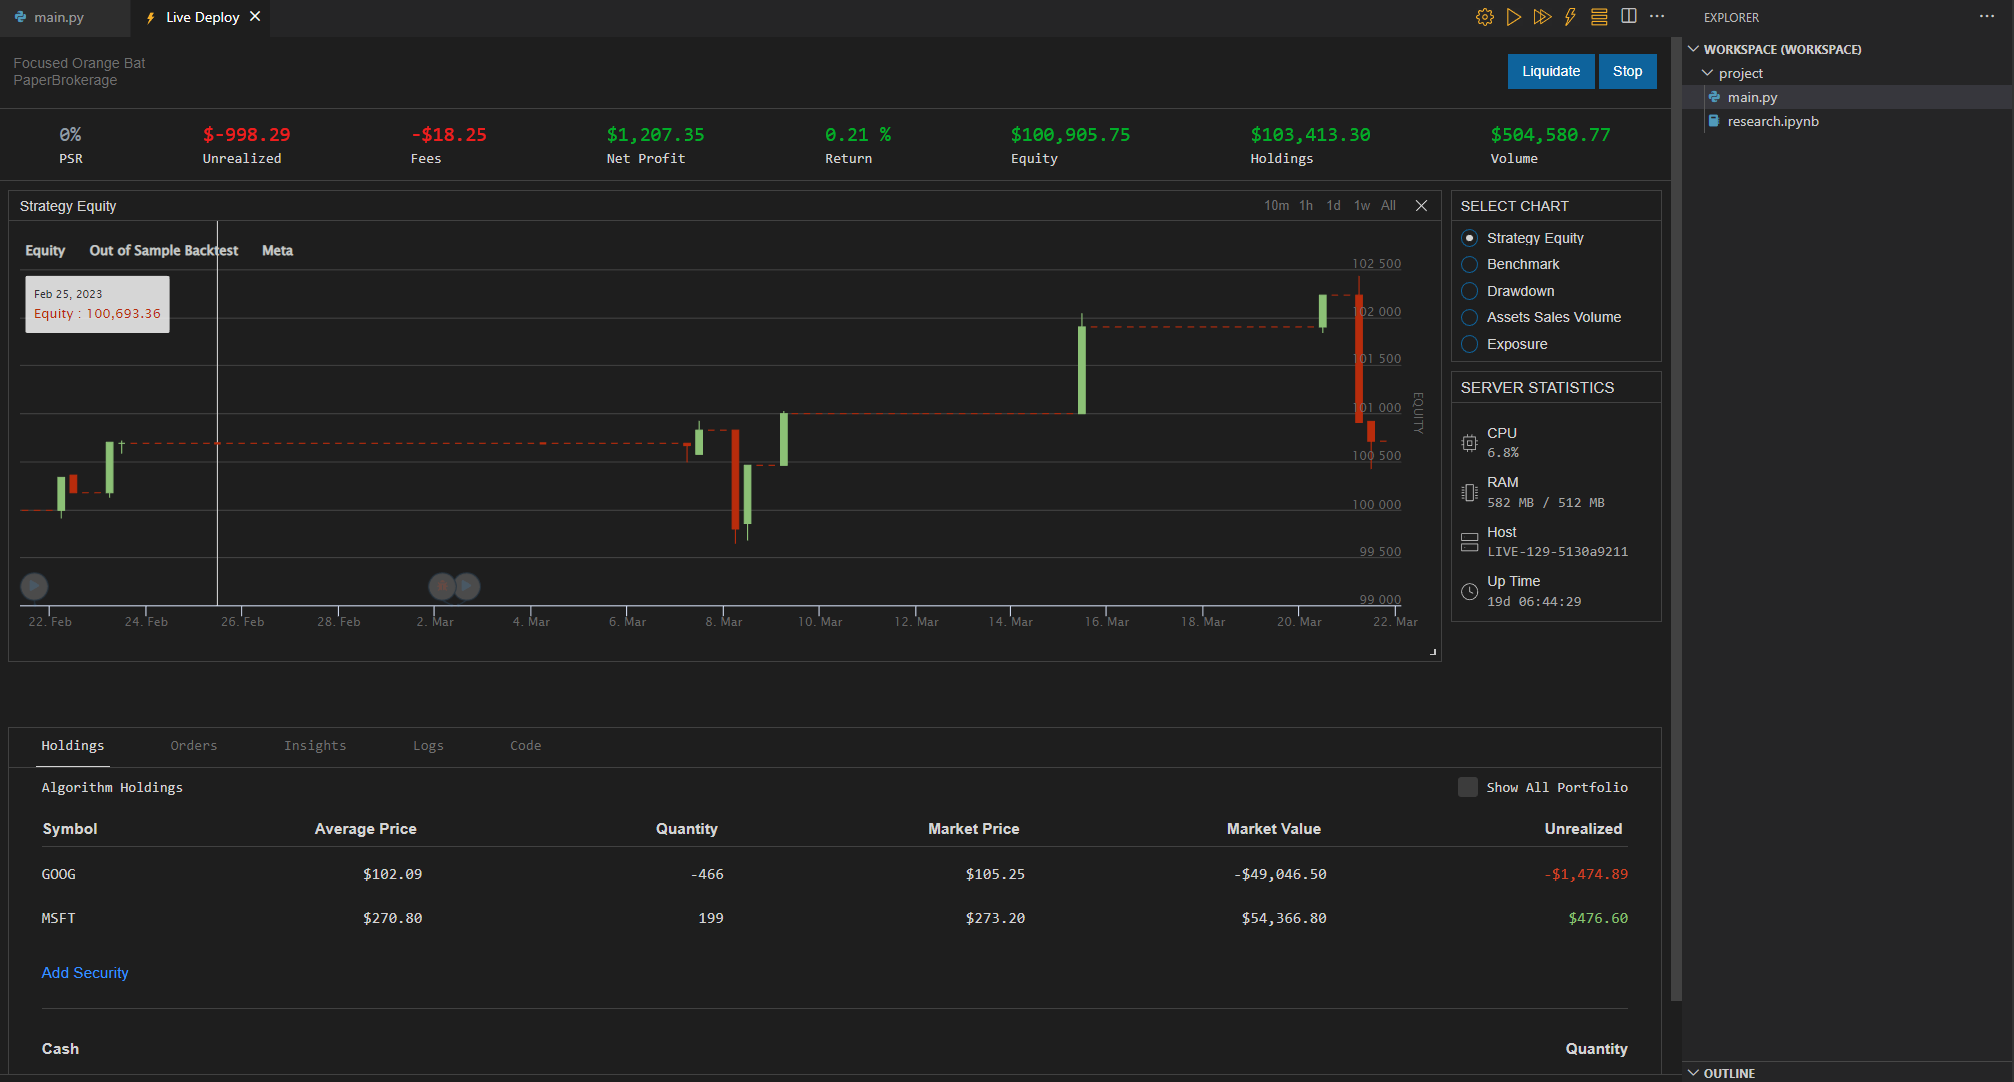 main.py
Live Deploy
EXPLORER
WORKSPACE (WORKSPACE)
project
main.py
research.ipynb
OUTLINE
Focused Orange Bat
PaperBrokerage
Liquidate
Stop
0%
PSR
$-998.29
Unrealized
-$18.25
Fees
$1,207.35
Net Profit
0.21 %
Return
$100,905.75
Equity
$103,413.30
Holdings
$504,580.77
Volume
Strategy Equity
10m 1h 1d 1w All
Equity Out of Sample Backtest Meta
Feb 25, 2023
Equity : 100,693.36
102 500
102 000
101 500
101 000
100 500
100 000
99 500
99 000
EQUITY
22. Feb 24. Feb 26. Feb 28. Feb 2. Mar 4. Mar 6. Mar 8. Mar 10. Mar 12. Mar 14. Mar 16. Mar 18. Mar 20. Mar 22. Mar
SELECT CHART
Strategy Equity
Benchmark
Drawdown
Assets Sales Volume
Exposure
SERVER STATISTICS
CPU
6.8%
RAM
582 MB / 512 MB
Host
LIVE-129-5130a9211
Up Time
19d 06:44:29
Holdings Orders Insights Logs Code
Algorithm Holdings
Show All Portfolio
Symbol Average Price Quantity Market Price Market Value Unrealized
GOOG $102.09 -466 $105.25 -$49,046.50 -$1,474.89
MSFT $270.80 199 $273.20 $54,366.80 $476.60
Add Security
Cash Quantity